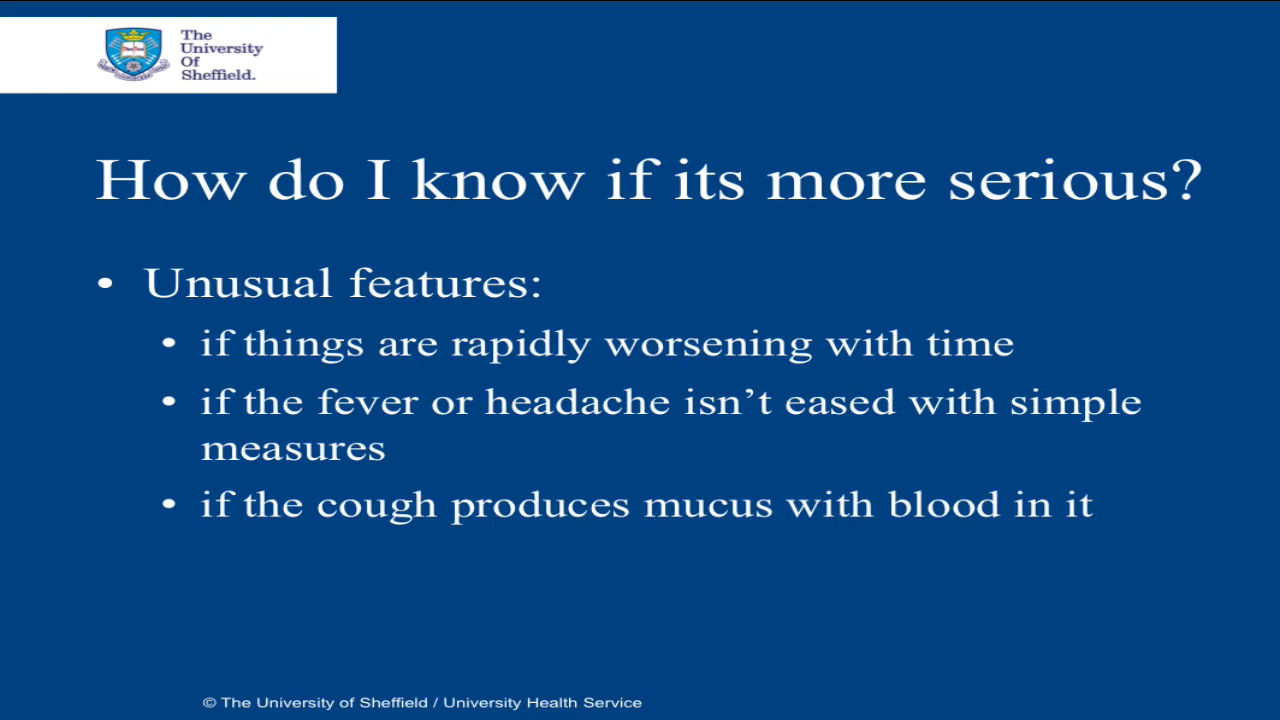 The
University
Of
Sheffield.
How do I know if its more serious?
• Unusual features:
• if things are rapidly worsening with time
• if the fever or headache isn’t eased with simple
measures
• if the cough produces mucus with blood in it
© The University of Sheffield / University Health Service